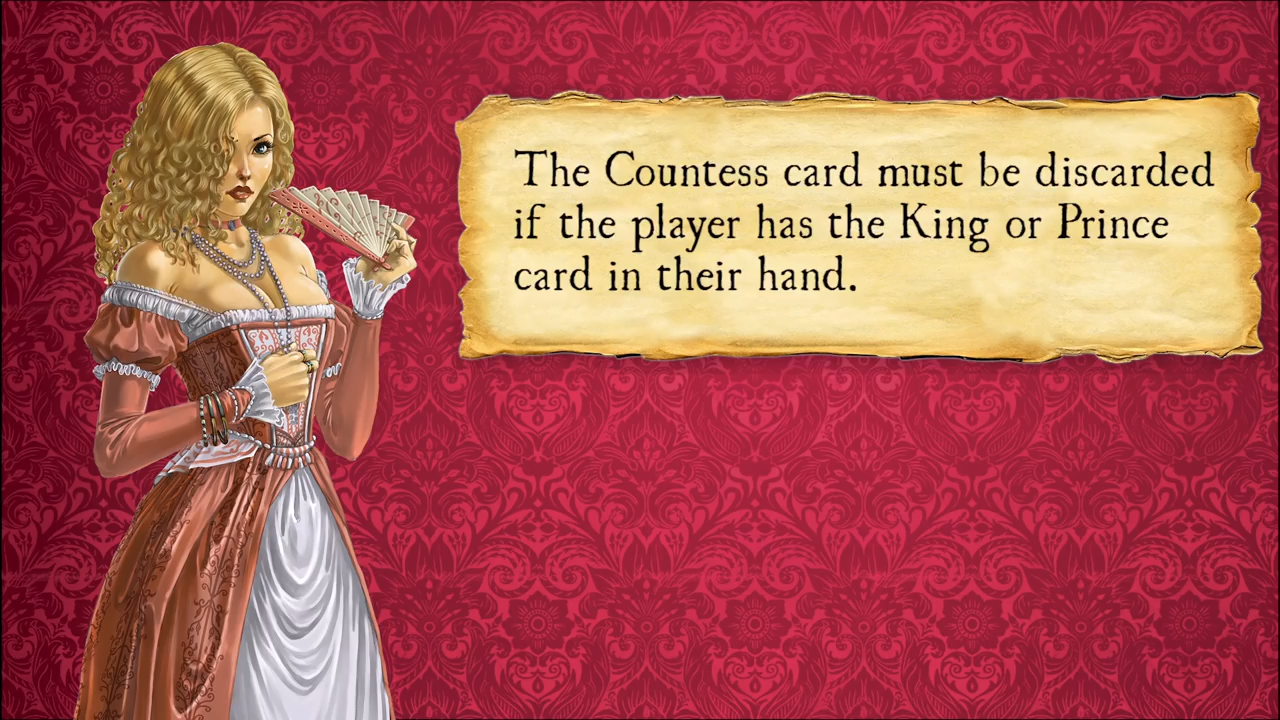 The Countess card must be discarded
if the player has the King or Prince
card in their hand.